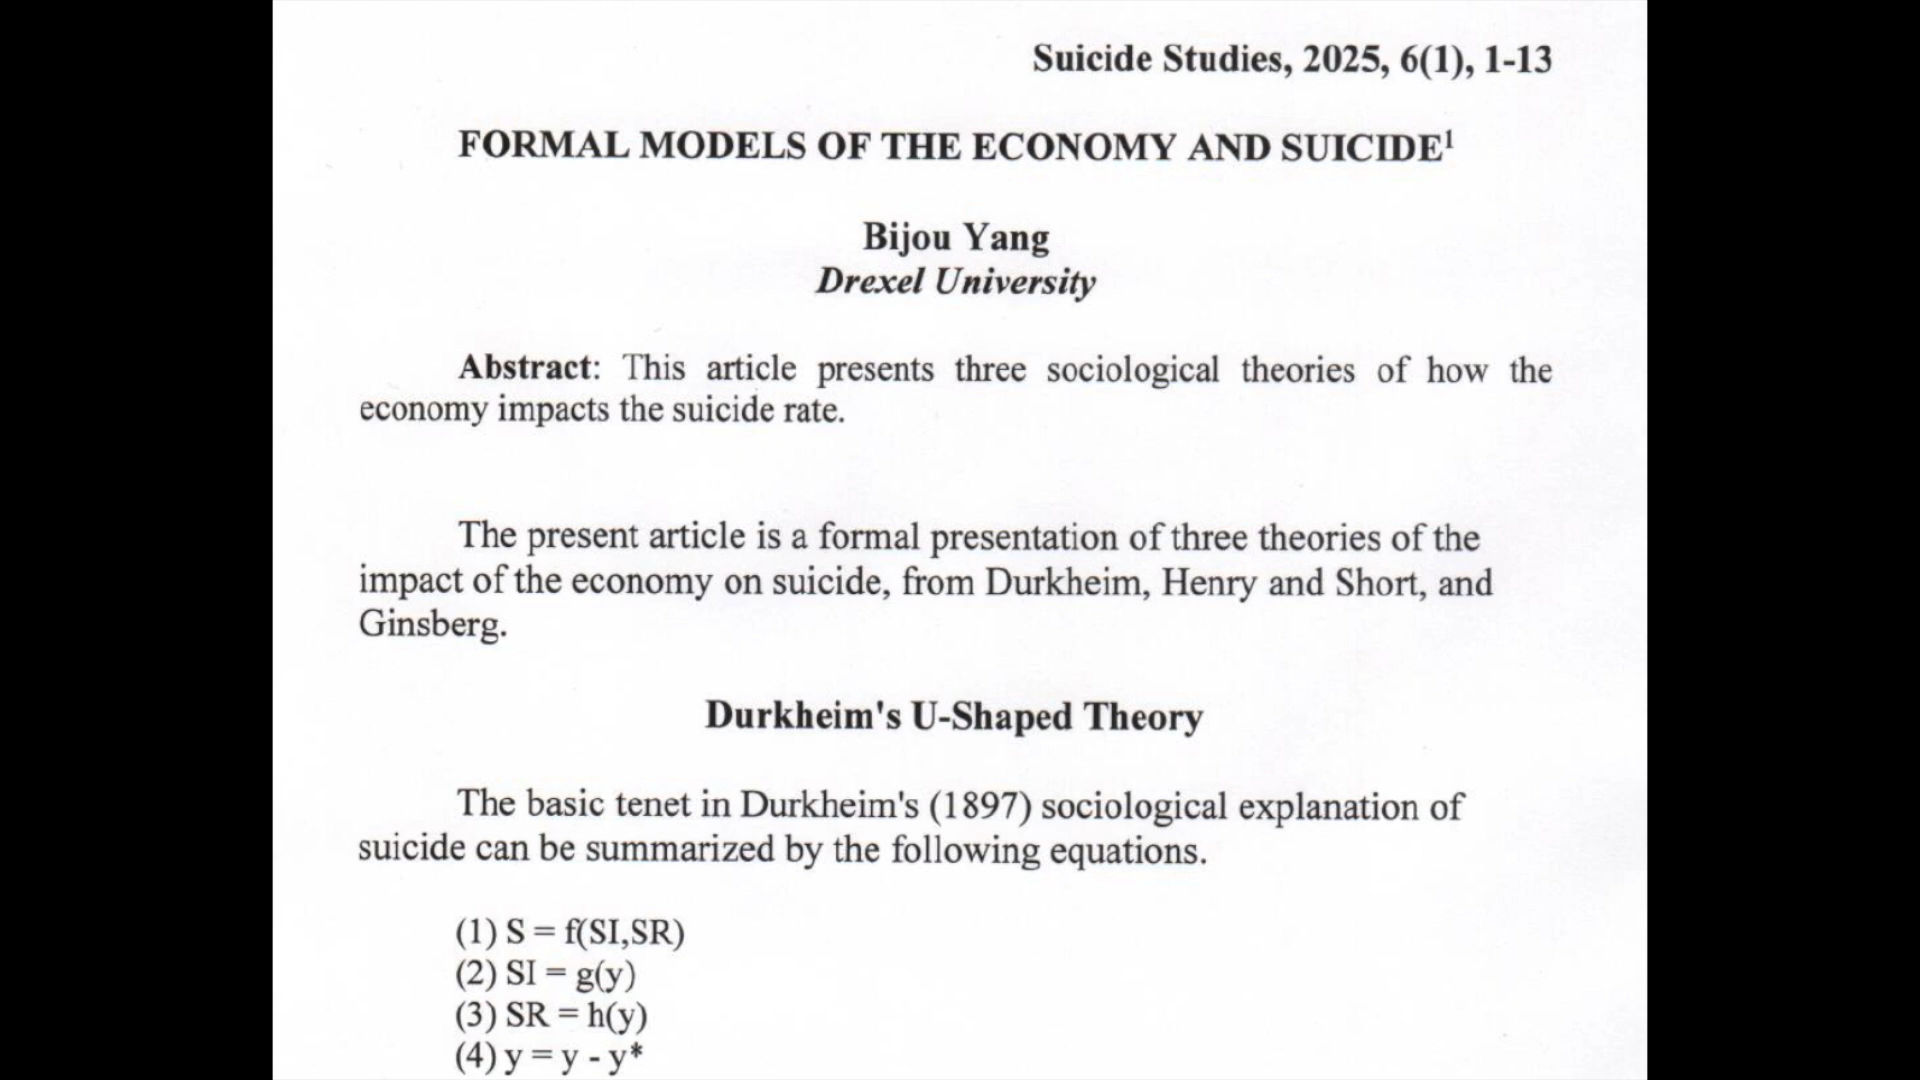 Suicide Studies, 2025, 6(1), 1-13
FORMAL MODELS OF THE ECONOMY AND SUICIDE¹
Bijou Yang
Drexel University
Abstract: This article presents three sociological theories of how the
economy impacts the suicide rate.
The present article is a formal presentation of three theories of the
impact of the economy on suicide, from Durkheim, Henry and Short, and
Ginsberg.
Durkheim's U-Shaped Theory
The basic tenet in Durkheim's (1897) sociological explanation of
suicide can be summarized by the following equations.
(1) S = f(SI,SR)
(2) SI = g(y)
(3) SR = h(y)
(4) y = y - y*